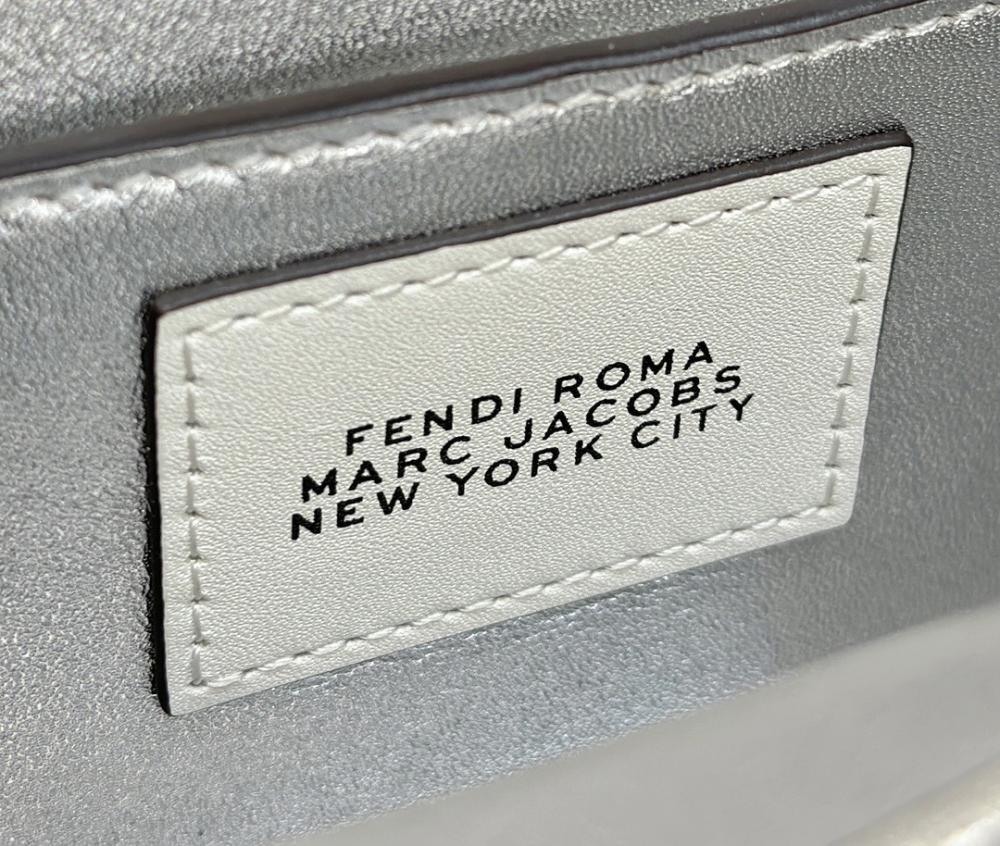 FENDI ROMA
MARC JACOBS
NEW YORK CITY